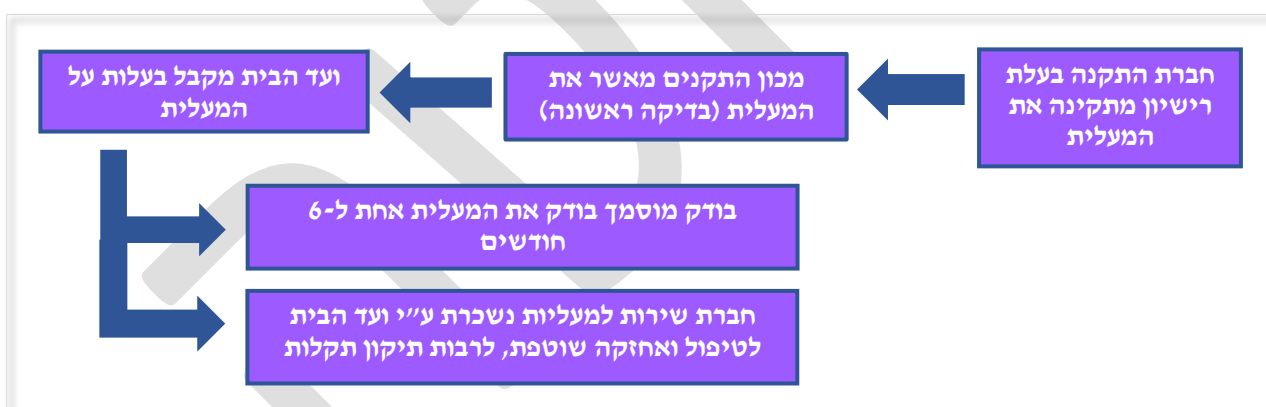 חברת התקנה בעלת
רישיון מתקינה את
המעלית
מכון התקנים מאשר את
המעלית (בדיקה ראשונה)
ועד הבית מקבל בעלות על
המעלית
בודק מוסמך בודק את המעלית אחת ל-6
חודשים
חברת שירות למעליות נשכרת ע״י ועד הבית
לטיפול ואחזקה שוטפת, לרבות תיקון תקלות